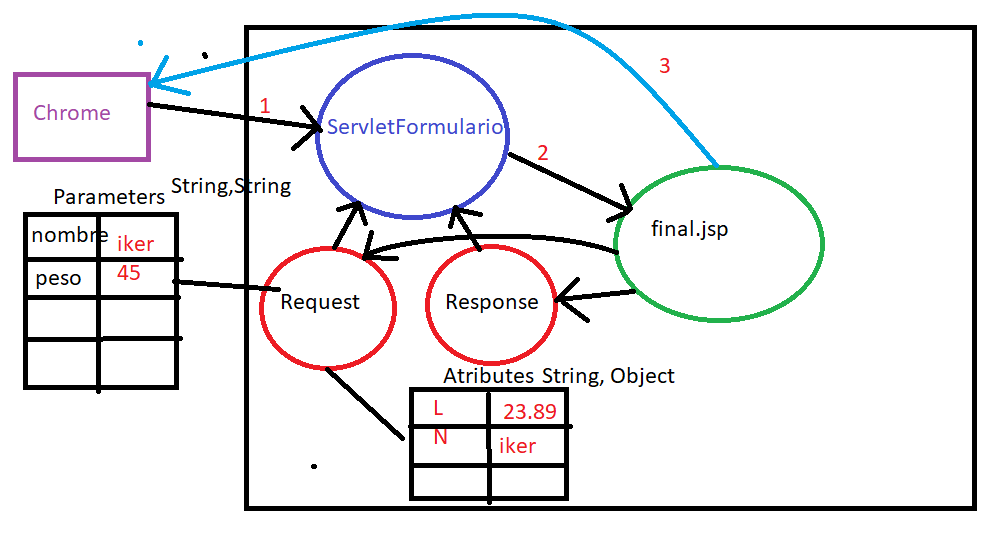 3
Chrome
1
ServletFormulario
2
String,String
Parameters
nombre
iker
peso
45
final.jsp
Request
Response
Atributes String, Object
L
23.89
N
iker